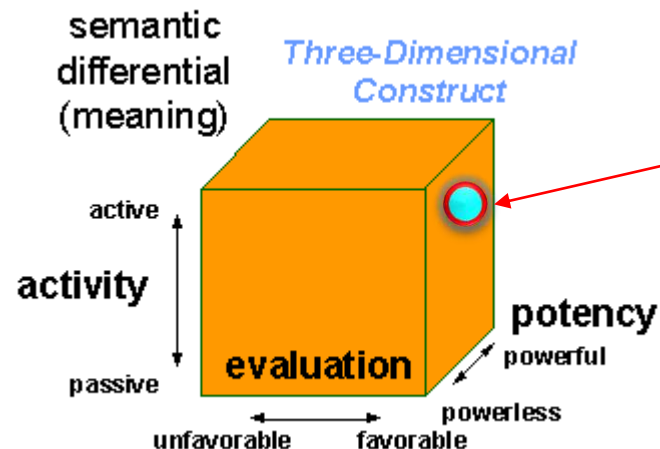 semantic
differential
(meaning)
Three-Dimensional
Construct
active
activity
passive
evaluation
unfavorable favorable
potency
powerful
powerless